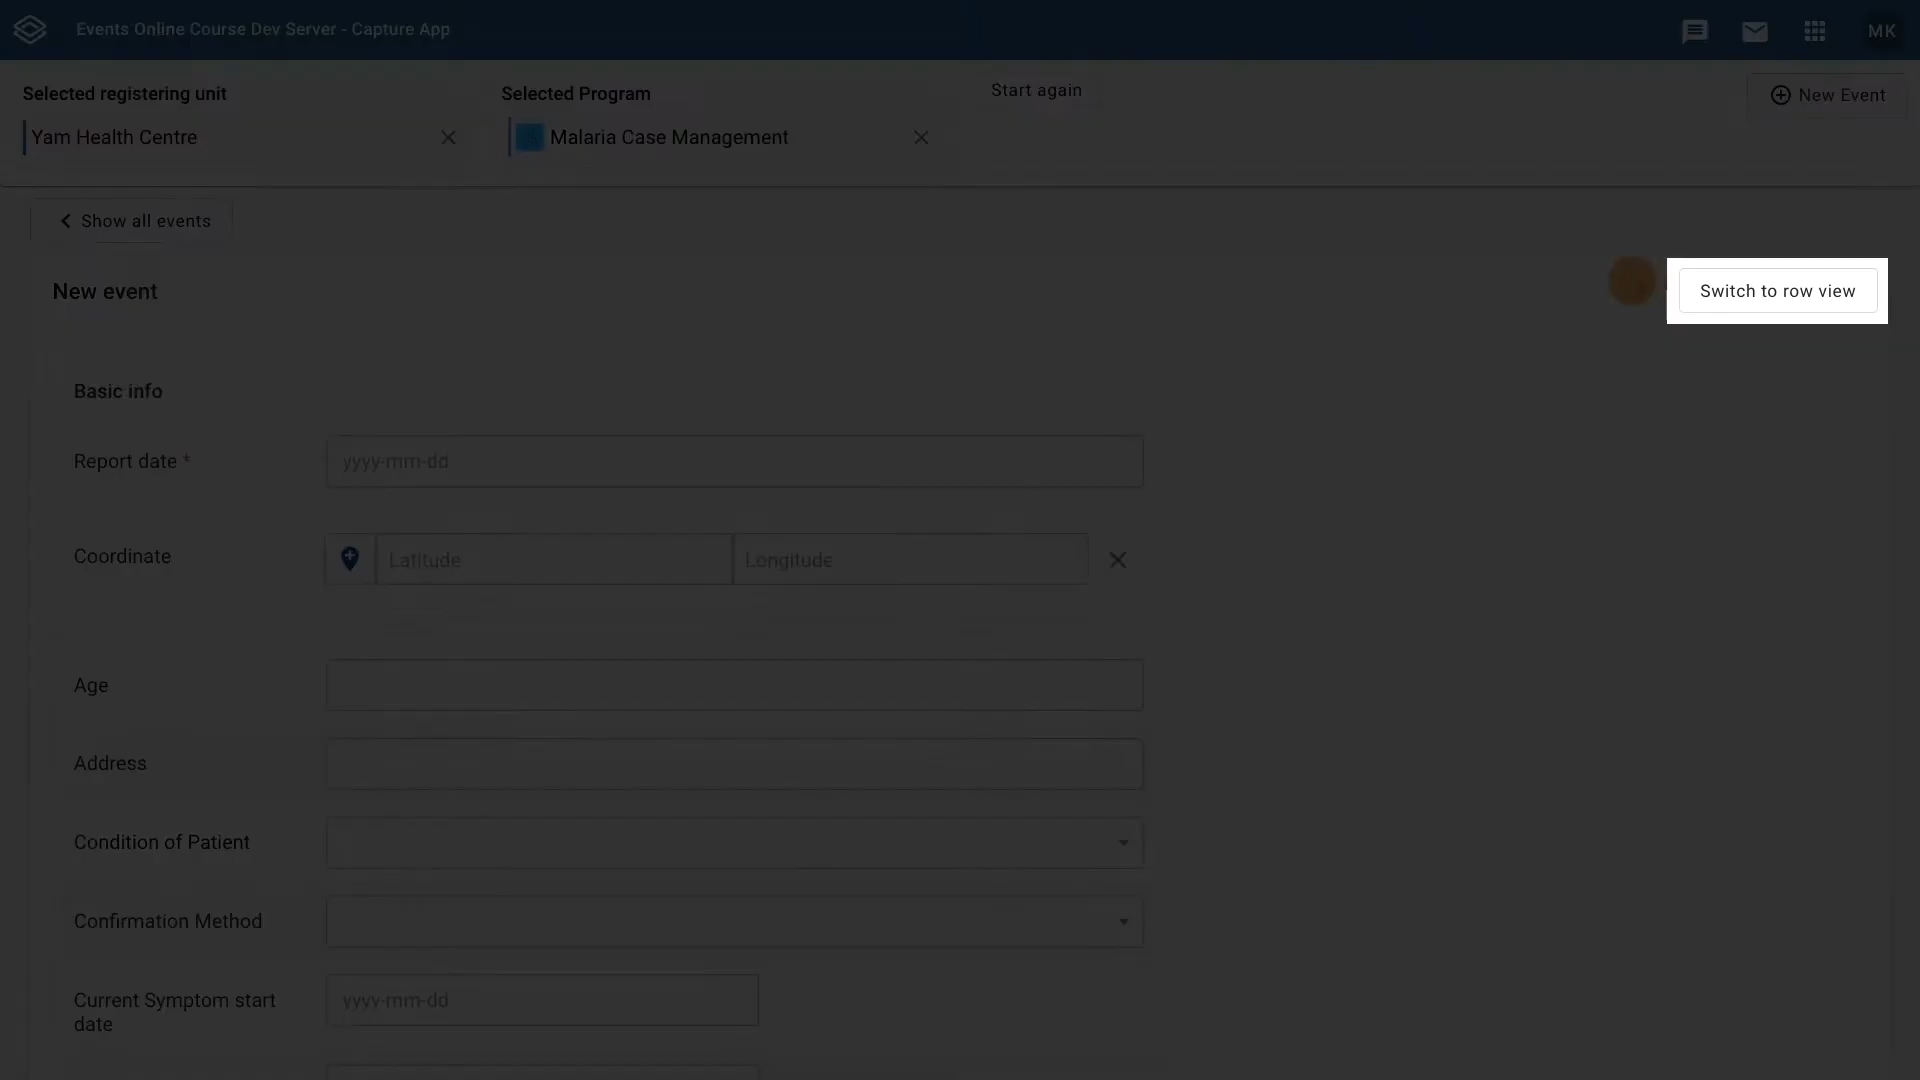 Events Online Course Dev Server - Capture App
MK
Selected registering unit
Selected Program
Start again
New Event
Yam Health Centre
Malaria Case Management
Show all events
New event
Switch to row view
Basic info
Report date *
yyyy-mm-dd
Coordinate
Latitude
Longitude
Age
Address
Condition of Patient
Confirmation Method
Current Symptom start
date
yyyy-mm-dd